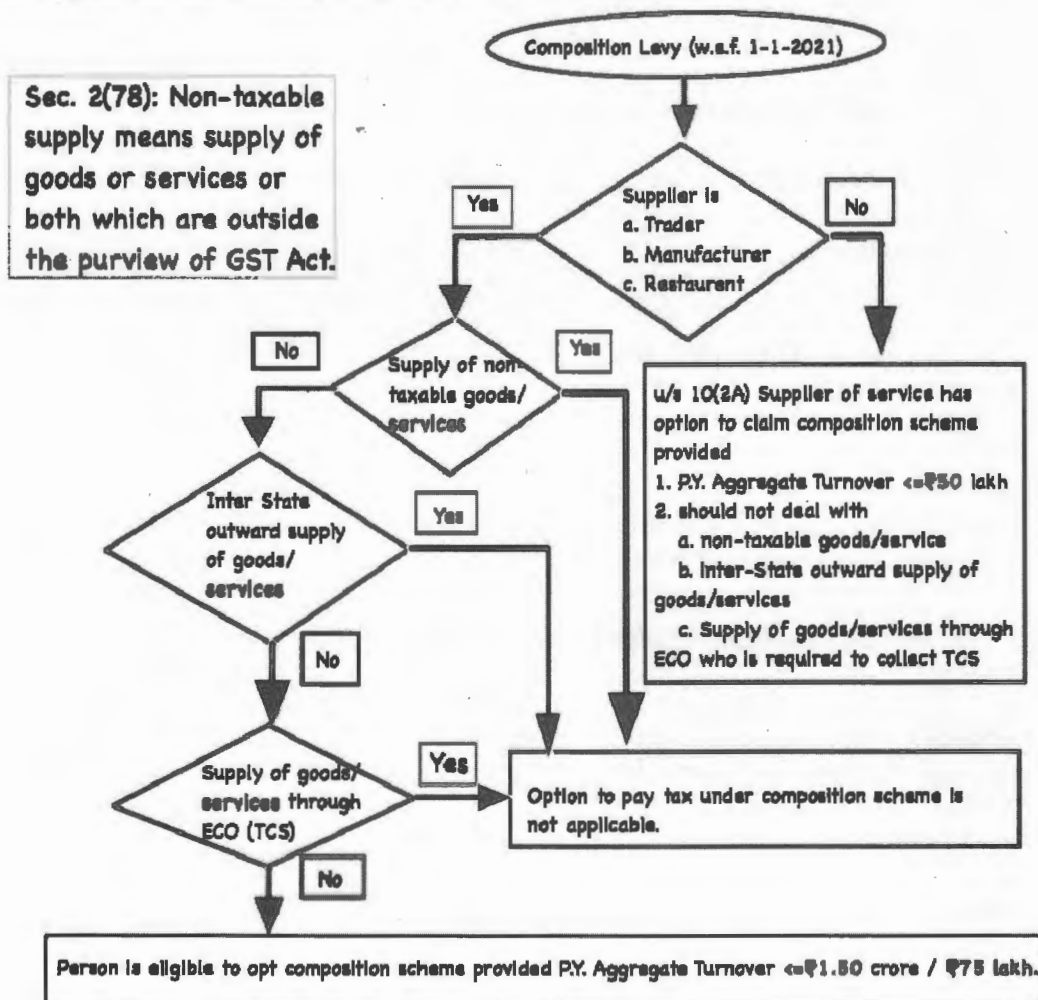 Composition Levy (w.e.f. 1-1-2021)
Sec. 2(78): Non-taxable
supply means supply of
goods or services or
both which are outside
the purview of GST Act.
Supplier is
a. Trader
b. Manufacturer
c. Restaurent
Yes
No
Supply of non-
taxable goods/
services
No
Yes
u/s 10(2A) Supplier of service has
option to claim composition scheme
provided
1. P.Y. Aggregate Turnover <=₹50 lakh
2. should not deal with
a. non-taxable goods/service
b. Inter-State outward supply of
goods/services
c. Supply of goods/services through
ECO who is required to collect TCS
Inter State
outward supply
of goods/
services
Yes
No
Supply of goods/
services through
ECO (TCS)
Yes
Option to pay tax under composition scheme is
not applicable.
No
Person is eligible to opt composition scheme provided P.Y. Aggregate Turnover <=₹1.50 crore / ₹75 lakh.